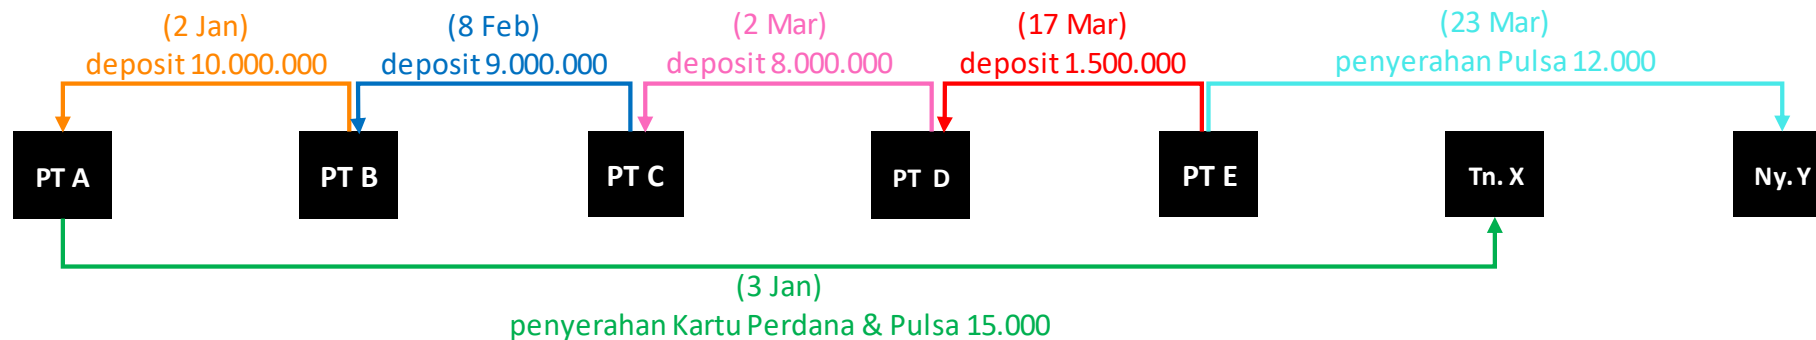 (2 Jan)
deposit 10.000.000
(8 Feb)
deposit 9.000.000
(2 Mar)
deposit 8.000.000
(17 Mar)
deposit 1.500.000
(23 Mar)
penyerahan Pulsa 12.000
PT A
PT B
PT C
PT D
PT E
Tn. X
Ny. Y
(3 Jan)
penyerahan Kartu Perdana & Pulsa 15.000